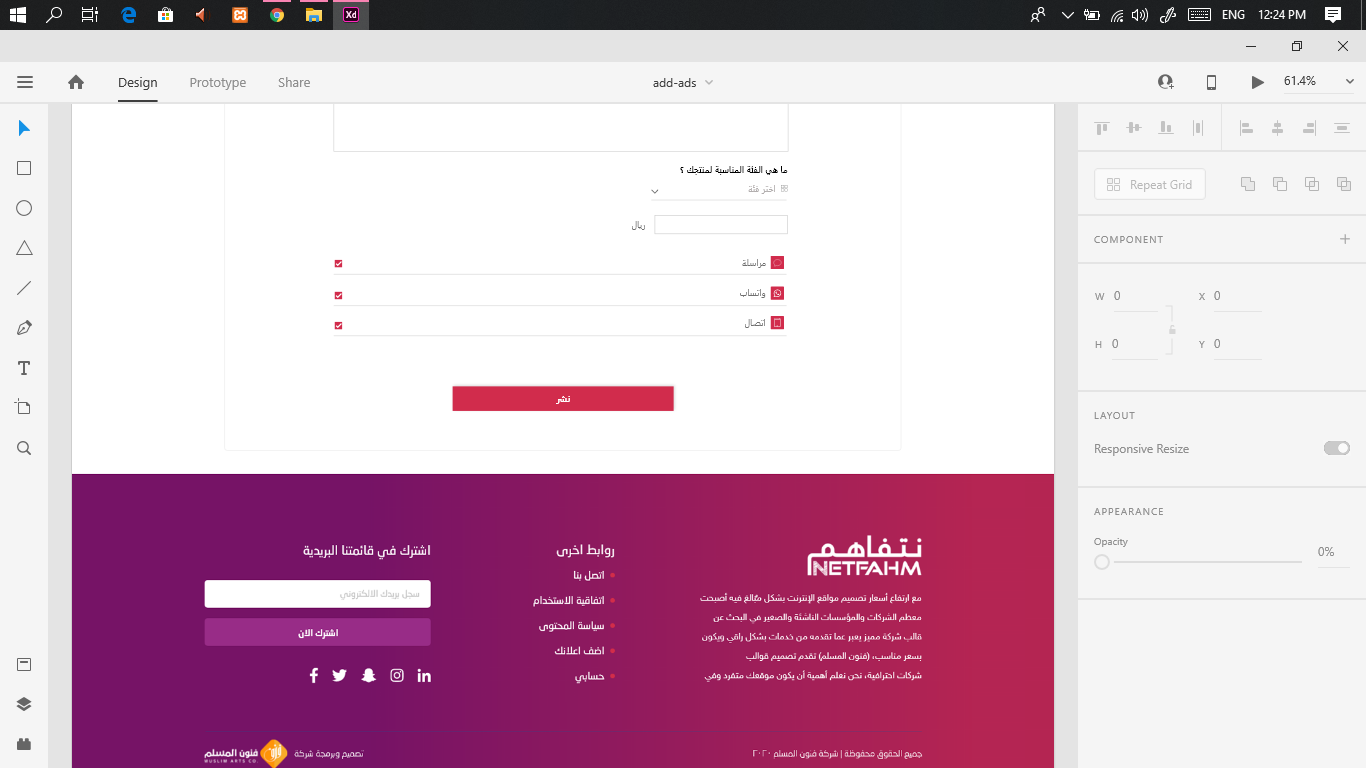 ENG
12:24 PM
Xd
Design
Prototype
Share
add-ads
61.4%
ما هي الفئة المناسبة لمنتجك ؟
اختر فئة
ريال
مراسلة
واتساب
اتصال
نشر
Repeat Grid
COMPONENT
W 0
X 0
H 0
Y 0
LAYOUT
Responsive Resize
APPEARANCE
Opacity
0%
نتفاهم
NETFAHM
مع ارتفاع أسعار تصميم مواقع الإنترنت بشكل مُبالغ فيه أصبحت
معظم الشركات والمؤسسات الناشئة والصغير في البحث عن
قالب شركة مميز يعبر عما تقدمه من خدمات بشكل راقي ويكون
بسعر مناسب، (فنون المسلم) تقدم تصميم قوالب
شركات احترافية، نحن نعلم أهمية أن يكون موقعك متفرد وفي
روابط اخرى
اتصل بنا
اتفاقية الاستخدام
سياسة المحتوى
اضف اعلانك
حسابي
اشترك في قائمتنا البريدية
سجل بريدك الالكتروني
اشترك الان
جميع الحقوق محفوظة | شركة فنون المسلم ٢٠٢٠
تصميم وبرمجة شركة
فنون المسلم
MUSLIM ARTS CO.